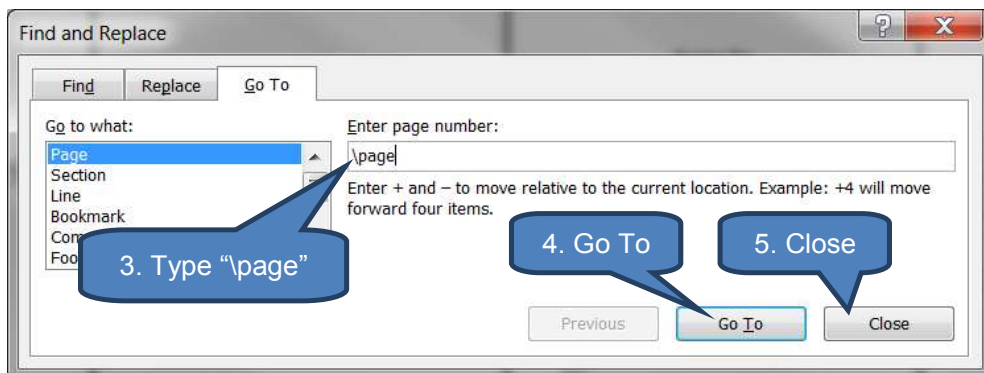 Find and Replace
Find Replace Go To
Go to what:
Page
Section
Line
Bookmark
Enter page number:
\page
Enter + and – to move relative to the current location. Example: +4 will move
forward four items.
3. Type “\page”
4. Go To
5. Close
Previous Go To Close